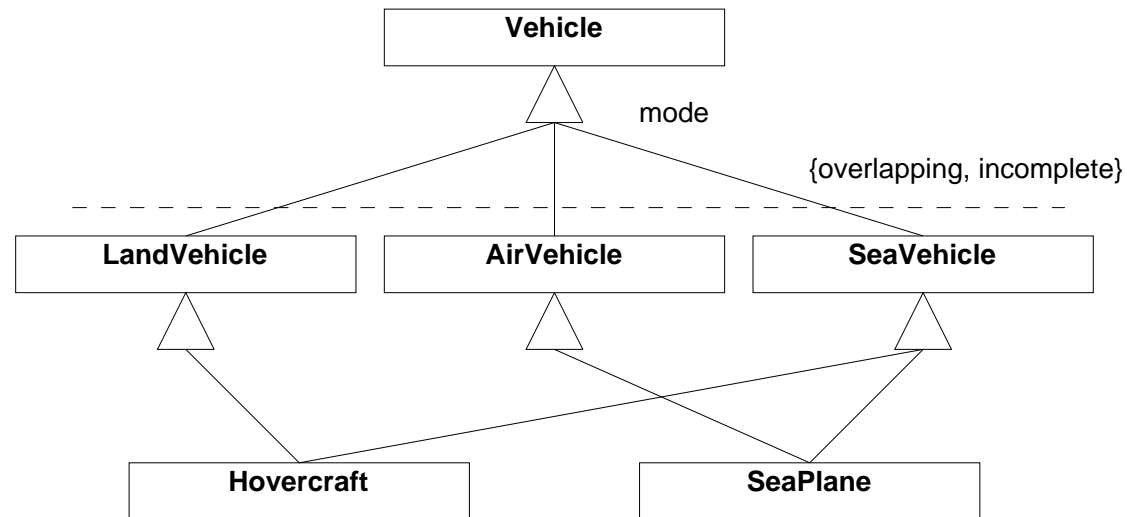 Vehicle
mode
{overlapping, incomplete}
LandVehicle
AirVehicle
SeaVehicle
Hovercraft
SeaPlane